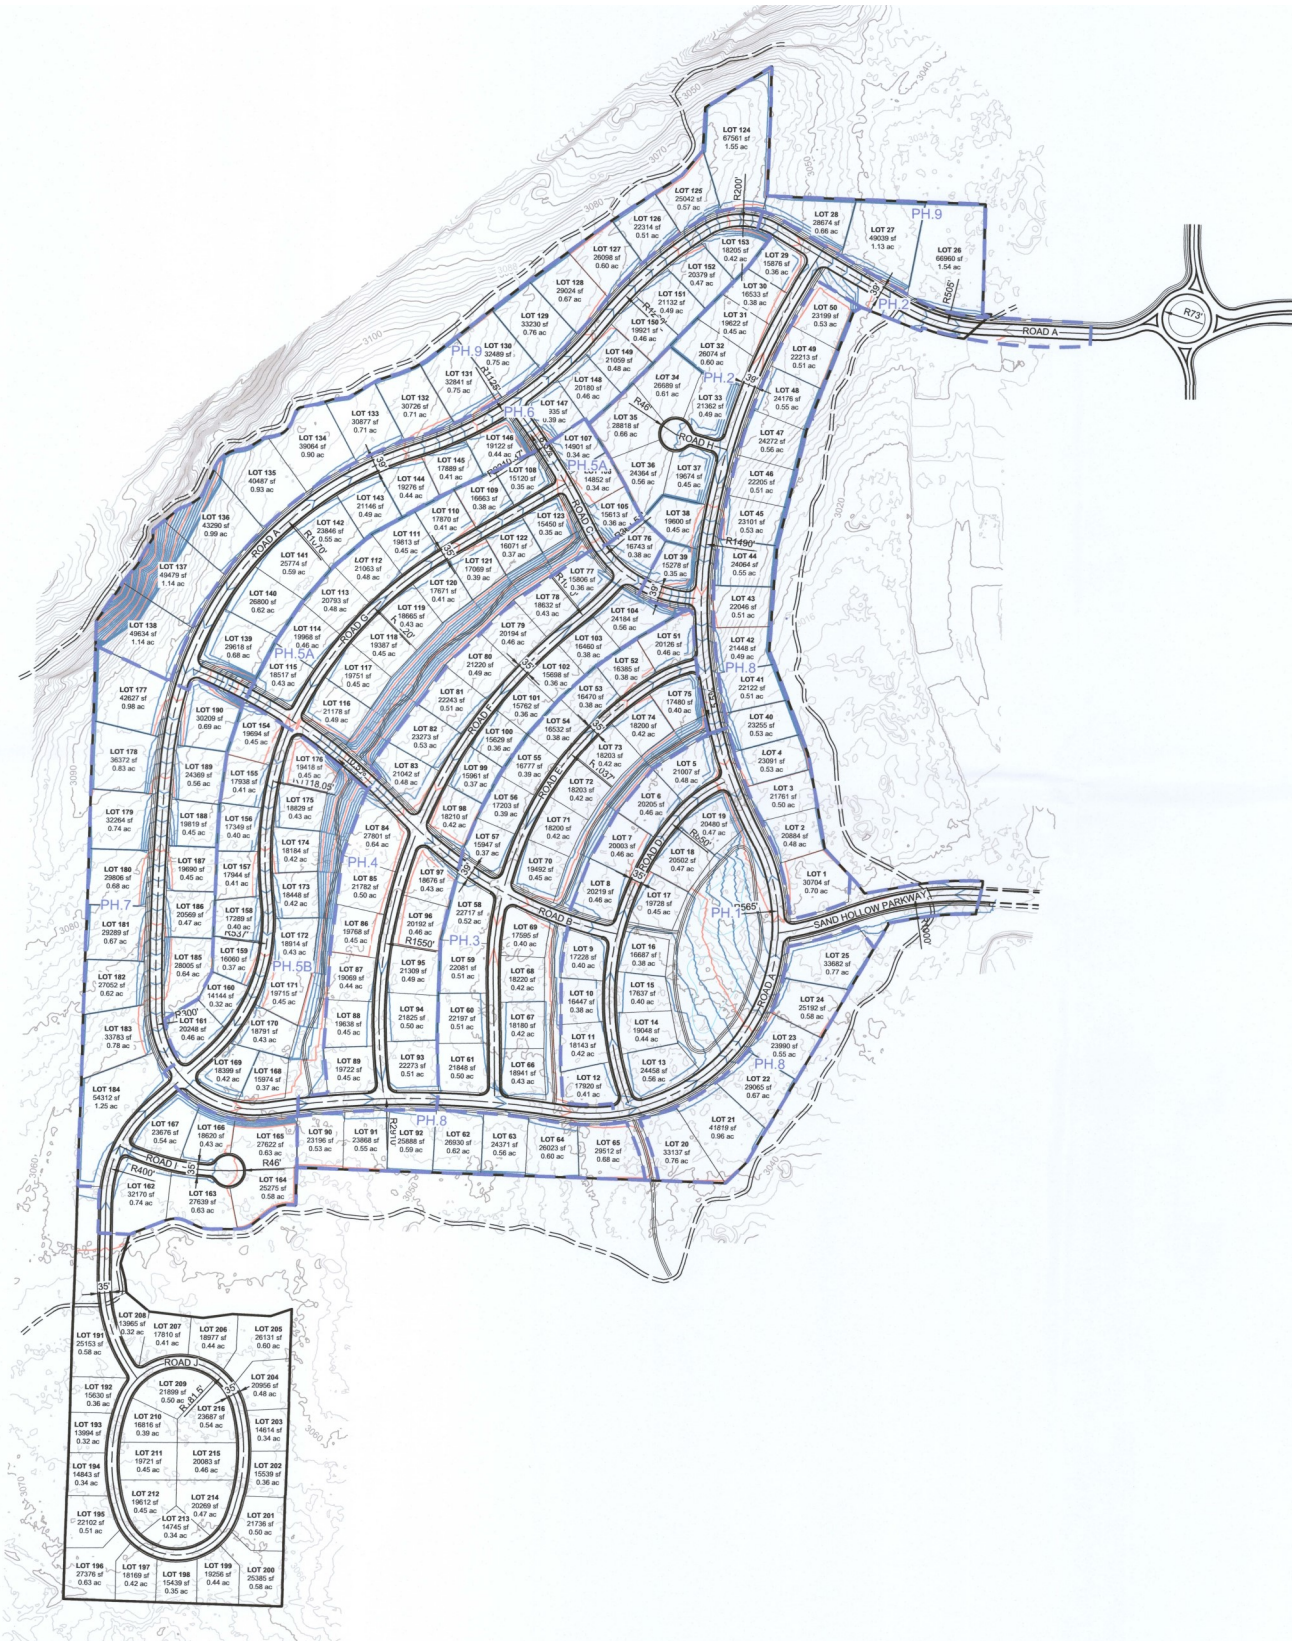 3040
3050
LOT 124
67561 sf
1.55 ac
3034
3070
3050
LOT 125
25042 sf
0.57 ac
R200'
3080
LOT 126
22314 sf
0.51 ac
LOT 28
28674 sf
0.66 ac
PH.9
LOT 27
49039 sf
1.13 ac
LOT 26
66960 sf
1.54 ac
LOT 127
26098 sf
0.60 ac
LOT 153
18205 sf
0.42 ac
LOT 29
15876 sf
0.36 ac
LOT 152
20379 sf
0.47 ac
LOT 128
29024 sf
0.67 ac
LOT 30
16533 sf
0.38 ac
39'
R505'
PH.2
LOT 151
21132 sf
0.49 ac
LOT 50
23199 sf
0.53 ac
R73'
ROAD A
LOT 129
33230 sf
0.76 ac
LOT 150
19921 sf
0.46 ac
LOT 31
19622 sf
0.45 ac
3100
LOT 130
32489 sf
0.75 ac
PH.9
LOT 149
21059 sf
0.48 ac
LOT 32
26074 sf
0.60 ac
LOT 49
22213 sf
0.51 ac
LOT 131
32841 sf
0.75 ac
R1125'
LOT 148
20180 sf
0.46 ac
LOT 34
26689 sf
0.61 ac
PH.2
39'
LOT 48
24176 sf
0.55 ac
LOT 132
30726 sf
0.71 ac
LOT 147
0.39 ac
R46'
LOT 33
21362 sf
0.49 ac
LOT 133
30877 sf
0.71 ac
PH.6
LOT 35
28818 sf
0.66 ac
LOT 134
39064 sf
0.90 ac
LOT 146
19122 sf
0.44 ac
LOT 107
14901 sf
0.34 ac
ROAD H
LOT 47
24272 sf
0.56 ac
LOT 135
40487 sf
0.93 ac
39'
LOT 145
17889 sf
0.41 ac
LOT 108
15120 sf
0.35 ac
PH.5A
14852 sf
0.34 ac
LOT 36
24364 sf
0.56 ac
LOT 37
19674 sf
0.45 ac
LOT 46
22205 sf
0.51 ac
LOT 144
19276 sf
0.44 ac
LOT 109
16663 sf
0.38 ac
LOT 143
21146 sf
0.49 ac
LOT 110
17870 sf
0.41 ac
ROAD C
LOT 105
15613 sf
0.36 ac
LOT 38
19600 sf
0.45 ac
LOT 45
23101 sf
0.53 ac
LOT 136
43290 sf
0.99 ac
LOT 142
23846 sf
0.55 ac
LOT 123
15450 sf
0.35 ac
LOT 111
19813 sf
0.45 ac
LOT 122
16071 sf
0.37 ac
LOT 76
16743 sf
0.38 ac
R1490'
ROAD A
LOT 141
25774 sf
0.59 ac
35'
LOT 112
21063 sf
0.48 ac
LOT 121
17069 sf
0.39 ac
LOT 39
15278 sf
0.35 ac
LOT 44
24064 sf
0.55 ac
LOT 137
49479 sf
1.14 ac
LOT 77
15806 sf
0.36 ac
LOT 120
17671 sf
0.41 ac
39'
LOT 140
26800 sf
0.62 ac
LOT 113
20793 sf
0.48 ac
LOT 78
18632 sf
0.43 ac
LOT 43
22046 sf
0.51 ac
LOT 119
18665 sf
0.43 ac
LOT 104
24184 sf
0.56 ac
LOT 138
49634 sf
1.14 ac
ROAD G
LOT 114
19968 sf
0.46 ac
LOT 79
20194 sf
0.46 ac
LOT 118
19387 sf
0.45 ac
LOT 103
16460 sf
0.38 ac
LOT 51
20126 sf
0.46 ac
LOT 42
21448 sf
0.49 ac
LOT 139
29618 sf
0.68 ac
PH.5A
LOT 80
21220 sf
0.49 ac
35'
LOT 52
16385 sf
0.38 ac
PH.8
LOT 115
18517 sf
0.43 ac
LOT 117
19751 sf
0.45 ac
LOT 102
15698 sf
0.36 ac
LOT 41
22122 sf
0.51 ac
LOT 177
42627 sf
0.98 ac
LOT 81
22243 sf
0.51 ac
LOT 53
16470 sf
0.38 ac
LOT 75
17480 sf
0.40 ac
LOT 116
21178 sf
0.49 ac
LOT 101
15762 sf
0.36 ac
LOT 190
30209 sf
0.69 ac
ROAD F
LOT 54
16532 sf
0.38 ac
35'
LOT 74
18200 sf
0.42 ac
LOT 40
23255 sf
0.53 ac
LOT 154
19694 sf
0.45 ac
LOT 82
23273 sf
0.53 ac
LOT 100
15629 sf
0.36 ac
LOT 178
36372 sf
0.83 ac
LOT 73
18203 sf
0.42 ac
LOT 4
23091 sf
0.53 ac
LOT 176
19418 sf
0.45 ac
LOT 83
21042 sf
0.48 ac
LOT 55
16777 sf
0.39 ac
LOT 189
24369 sf
0.56 ac
LOT 99
15961 sf
0.37 ac
ROAD E
LOT 5
21007 sf
0.48 ac
3090
LOT 155
17938 sf
0.41 ac
LOT 72
18203 sf
0.42 ac
LOT 3
21761 sf
0.50 ac
LOT 179
32264 sf
0.74 ac
LOT 175
18829 sf
0.43 ac
LOT 56
17203 sf
0.39 ac
LOT 6
20205 sf
0.46 ac
LOT 188
19819 sf
0.45 ac
LOT 156
17349 sf
0.40 ac
LOT 98
18210 sf
0.42 ac
LOT 71
18200 sf
0.42 ac
LOT 19
20480 sf
0.47 ac
LOT 84
27801 sf
0.64 ac
LOT 2
20884 sf
0.48 ac
LOT 174
18184 sf
0.42 ac
LOT 57
15947 sf
0.37 ac
LOT 7
20003 sf
0.46 ac
ROAD D
LOT 18
20502 sf
0.47 ac
LOT 180
29806 sf
0.68 ac
LOT 187
19690 sf
0.45 ac
LOT 157
17944 sf
0.41 ac
PH.4
LOT 97
18676 sf
0.43 ac
39'
LOT 70
19492 sf
0.45 ac
35'
LOT 1
30704 sf
0.70 ac
LOT 85
21782 sf
0.50 ac
LOT 173
18448 sf
0.42 ac
LOT 8
20219 sf
0.46 ac
LOT 17
19728 sf
0.45 ac
PH.7
LOT 186
20569 sf
0.47 ac
LOT 158
17289 sf
0.40 ac
LOT 58
22717 sf
0.52 ac
ROAD B
PH.1
SAND HOLLOW PARKWAY
LOT 181
29289 sf
0.67 ac
3080
LOT 86
19768 sf
0.45 ac
LOT 96
20192 sf
0.46 ac
LOT 69
17595 sf
0.40 ac
LOT 172
18914 sf
0.43 ac
R1550'
PH.3
LOT 9
17228 sf
0.40 ac
LOT 16
16687 sf
0.38 ac
LOT 185
28005 sf
0.64 ac
LOT 159
16060 sf
0.37 ac
LOT 25
33682 sf
0.77 ac
PH.5B
LOT 87
19069 sf
0.44 ac
LOT 95
21309 sf
0.49 ac
LOT 59
22081 sf
0.51 ac
LOT 68
18220 sf
0.42 ac
LOT 182
27052 sf
0.62 ac
LOT 171
19715 sf
0.45 ac
LOT 15
17637 sf
0.40 ac
ROAD A
LOT 160
14144 sf
0.32 ac
LOT 10
16447 sf
0.38 ac
LOT 24
25192 sf
0.58 ac
R300'
LOT 88
19638 sf
0.45 ac
LOT 94
21825 sf
0.50 ac
LOT 60
22197 sf
0.51 ac
LOT 67
18180 sf
0.42 ac
LOT 161
20248 sf
0.46 ac
LOT 170
18791 sf
0.43 ac
LOT 14
19048 sf
0.44 ac
LOT 183
33783 sf
0.78 ac
LOT 11
18143 sf
0.42 ac
LOT 23
23990 sf
0.55 ac
LOT 169
18399 sf
0.42 ac
LOT 168
15974 sf
0.37 ac
LOT 89
19722 sf
0.45 ac
LOT 93
22273 sf
0.51 ac
LOT 61
21848 sf
0.50 ac
LOT 66
18941 sf
0.43 ac
LOT 13
24458 sf
0.56 ac
PH.8
LOT 22
29065 sf
0.67 ac
LOT 12
17920 sf
0.41 ac
LOT 184
54312 sf
1.25 ac
LOT 21
41819 sf
0.96 ac
LOT 167
23676 sf
0.54 ac
LOT 166
18620 sf
0.43 ac
PH.8
LOT 165
27622 sf
0.63 ac
LOT 90
23196 sf
0.53 ac
LOT 91
23868 sf
0.55 ac
R2910'
LOT 92
25888 sf
0.59 ac
LOT 62
26930 sf
0.62 ac
LOT 63
24371 sf
0.56 ac
LOT 64
26023 sf
0.60 ac
LOT 65
29512 sf
0.68 ac
LOT 20
33137 sf
0.76 ac
ROAD I
35'
R46'
R400'
3060
3040
LOT 164
25275 sf
0.58 ac
LOT 162
32170 sf
0.74 ac
LOT 163
27639 sf
0.63 ac
3050
35'
LOT 208
13965 sf
0.32 ac
LOT 207
17810 sf
0.41 ac
LOT 206
18977 sf
0.44 ac
LOT 205
26131 sf
0.60 ac
LOT 191
25153 sf
0.58 ac
ROAD J
LOT 204
20956 sf
0.48 ac
LOT 192
15630 sf
0.36 ac
LOT 209
21899 sf
0.50 ac
35'
LOT 216
23687 sf
0.54 ac
LOT 210
16816 sf
0.39 ac
LOT 203
14614 sf
0.34 ac
LOT 193
13994 sf
0.32 ac
3060
LOT 211
19721 sf
0.45 ac
LOT 215
20083 sf
0.46 ac
LOT 194
14843 sf
0.34 ac
LOT 202
15539 sf
0.36 ac
3070
LOT 212
19612 sf
0.45 ac
LOT 214
20269 sf
0.47 ac
LOT 195
22102 sf
0.51 ac
LOT 213
14745 sf
0.34 ac
LOT 201
21736 sf
0.50 ac
LOT 196
27376 sf
0.63 ac
LOT 197
18169 sf
0.42 ac
LOT 198
15439 sf
0.35 ac
LOT 199
19256 sf
0.44 ac
LOT 200
25385 sf
0.58 ac